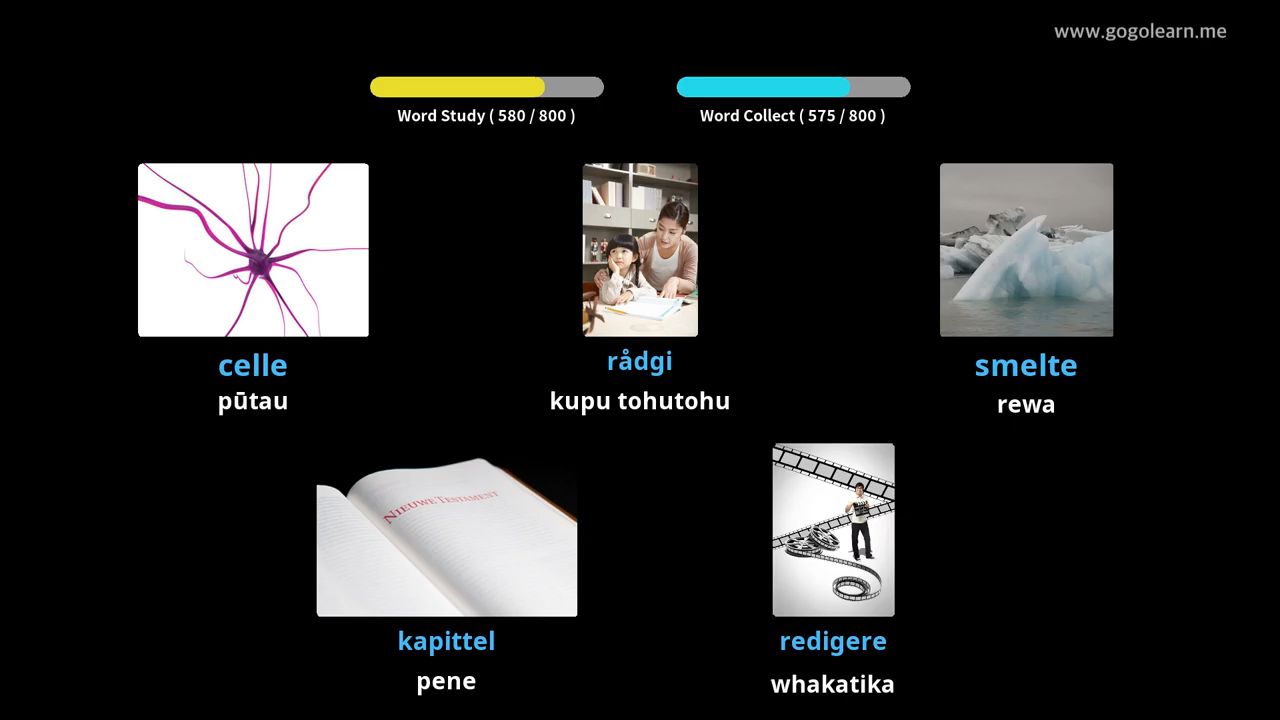 www.gogolearn.me
Word Study ( 580 / 800 )
Word Collect ( 575 / 800 )
celle
pūtau
rådgi
kupu tohutohu
smelte
rewa
NIEUWE TESTAMENT
kapittel
pene
redigere
whakatika